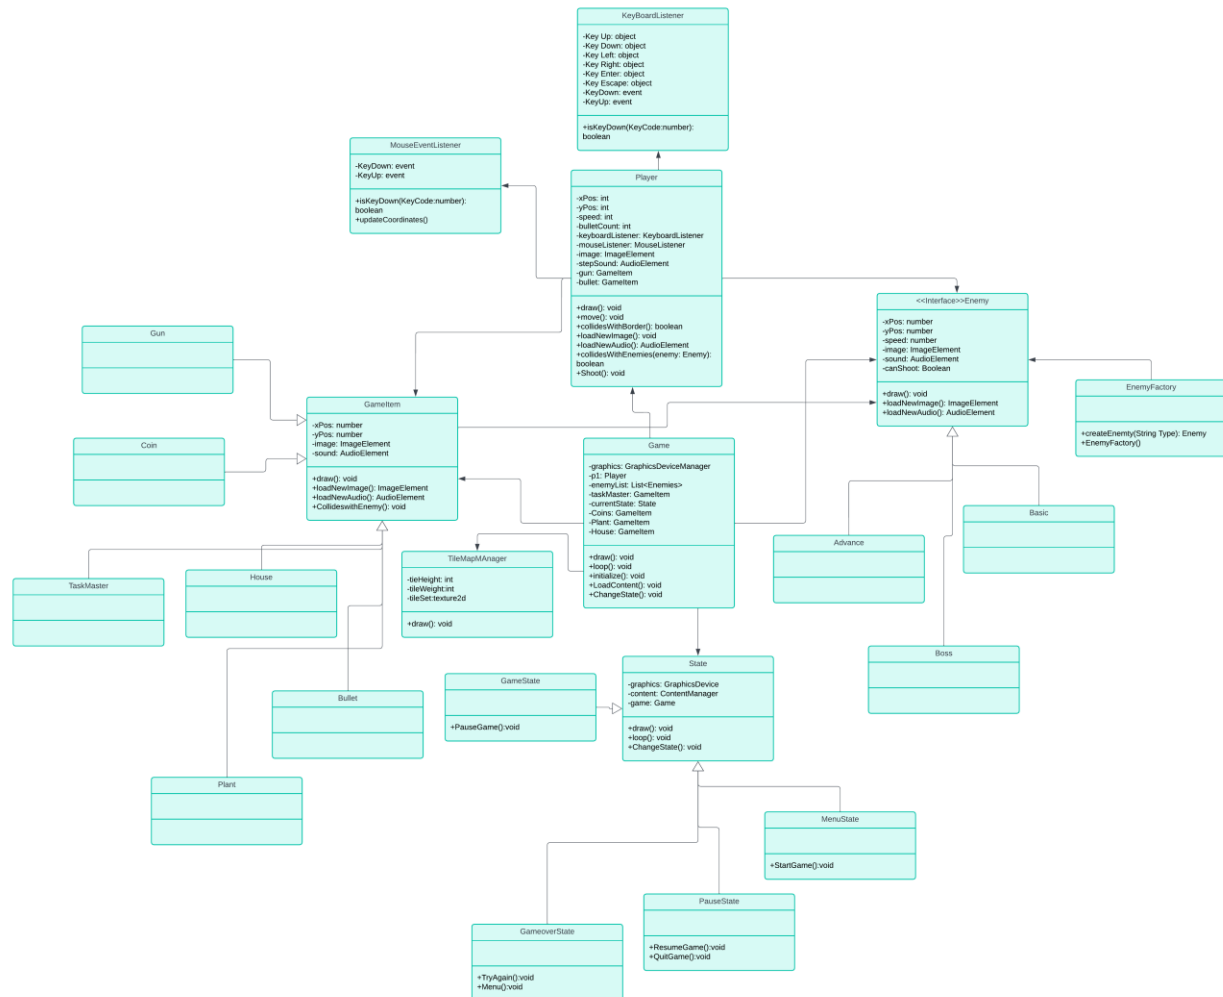 KeyBoardListener
-Key Up: object
-Key Down: object
-Key Left: object
-Key Right: object
-Key Enter: object
-Key Escape: object
-KeyDown: event
-KeyUp: event
+isKeyDown(KeyCode:number):
boolean
MouseEventListener
-KeyDown: event
-KeyUp: event
+isKeyDown(KeyCode:number):
boolean
+updateCoordinates()
Player
-xPos: int
-yPos: int
-speed: int
-bulletCount: int
-keyboardListener: KeyboardListener
-mouseListener: MouseListener
-image: ImageElement
-stepSound: AudioElement
-gun: GameItem
-bullet: GameItem
+draw(): void
+move(): void
+collidesWithBorder(): boolean
+loadNewImage(): void
+loadNewAudio(): AudioElement
+collidesWithEnemies(enemy: Enemy):
boolean
+Shoot(): void
<<Interface>>Enemy
-xPos: number
-yPos: number
-speed: number
-image: ImageElement
-sound: AudioElement
-canShoot: Boolean
+draw(): void
+loadNewImage(): ImageElement
+loadNewAudio(): AudioElement
Gun
EnemyFactory
+createEnemty(String Type): Enemy
+EnemyFactory()
GameItem
-xPos: number
-yPos: number
-image: ImageElement
-sound: AudioElement
+draw(): void
+loadNewImage(): ImageElement
+loadNewAudio(): AudioElement
+CollideswithEnemy(): void
Coin
Game
-graphics: GraphicsDeviceManager
-p1: Player
-enemyList: List<Enemies>
-taskMaster: GameItem
-currentState: State
-Coins: GameItem
-Plant: GameItem
-House: GameItem
+draw(): void
+loop(): void
+initialize(): void
+LoadContent(): void
+ChangeState(): void
Basic
Advance
TileMapMAnager
-tieHeight: int
-tileWeight:int
-tileSet:texture2d
+draw(): void
House
TaskMaster
Boss
State
-graphics: GraphicsDevice
-content: ContentManager
-game: Game
+draw(): void
+loop(): void
+ChangeState(): void
GameState
+PauseGame():void
Bullet
Plant
MenuState
+StartGame():void
PauseState
+ResumeGame():void
+QuitGame():void
GameoverState
+TryAgain():void
+Menu():void